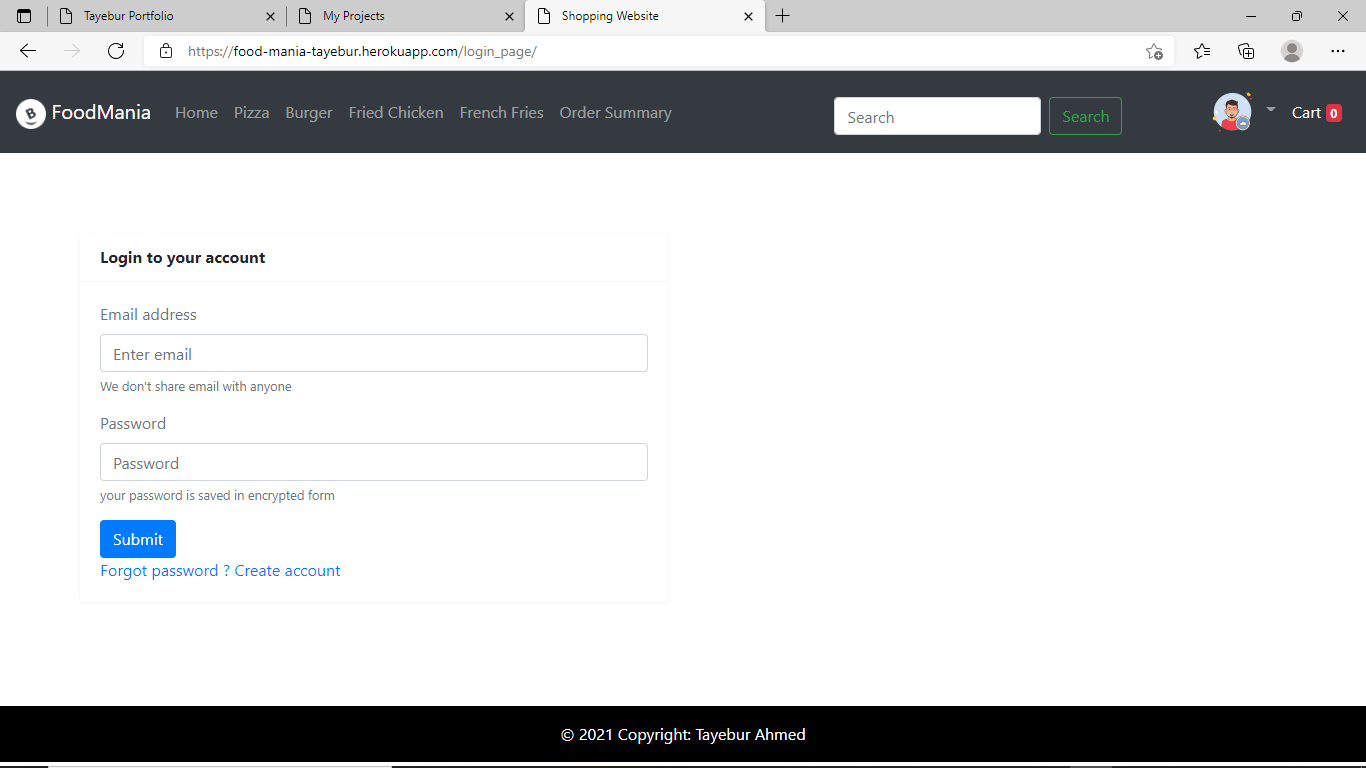 Tayebur Portfolio My Projects Shopping Website
https://food-mania-tayebur.herokuapp.com/login_page/
B FoodMania Home Pizza Burger Fried Chicken French Fries Order Summary Search Search Cart 0
Login to your account
Email address
Enter email
We don't share email with anyone
Password
Password
your password is saved in encrypted form
Submit
Forgot password ? Create account
© 2021 Copyright: Tayebur Ahmed